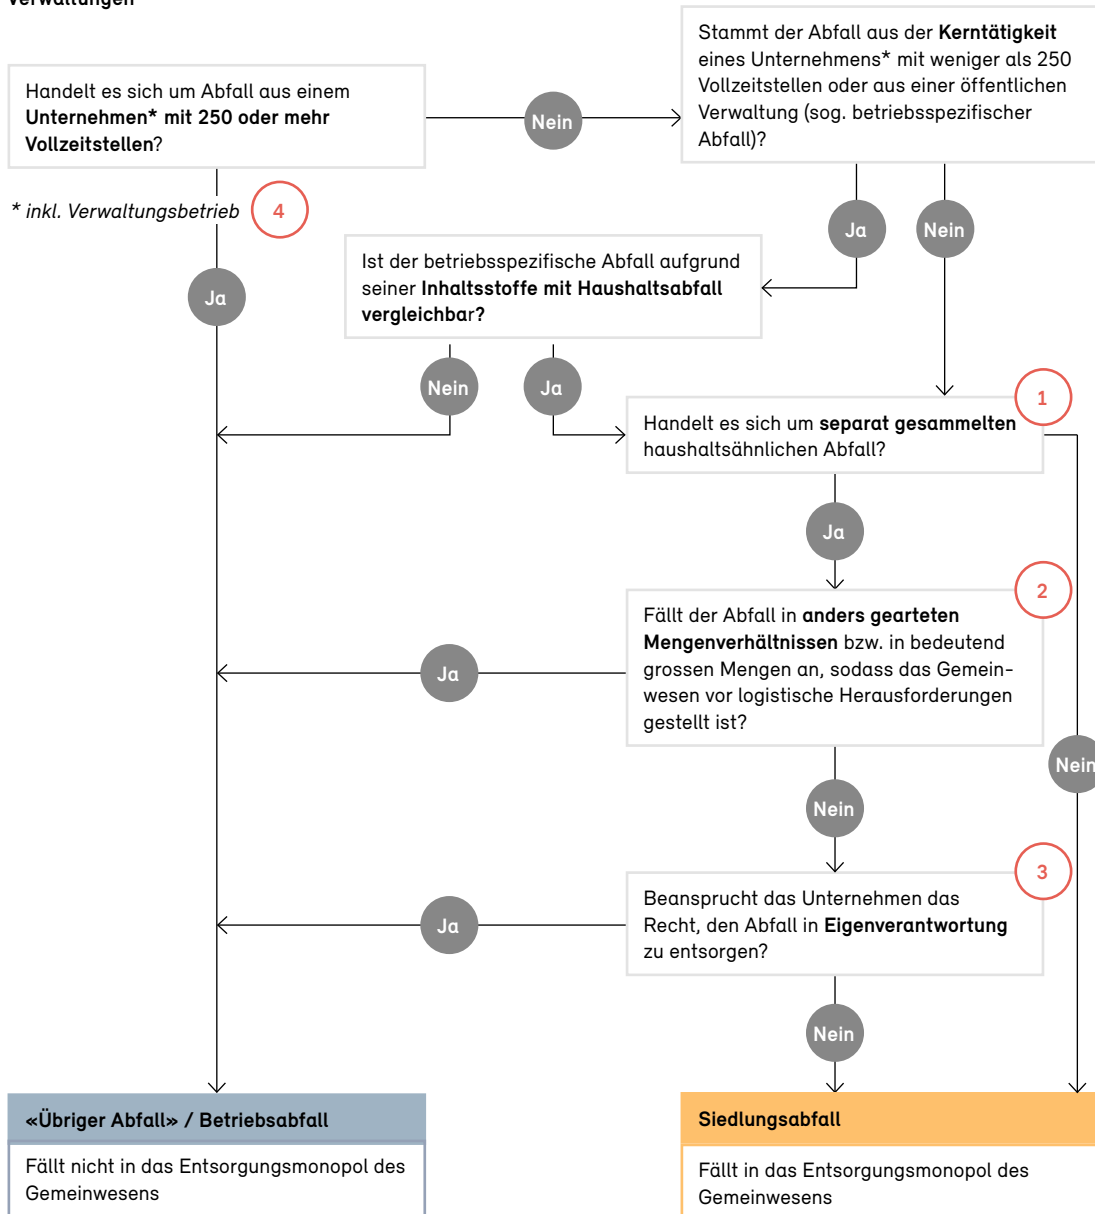 Verwaltungen
Stammt der Abfall aus der Kerntätigkeit
eines Unternehmens* mit weniger als 250
Vollzeitstellen oder aus einer öffentlichen
Verwaltung (sog. betriebsspezifischer
Abfall)?
Handelt es sich um Abfall aus einem
Unternehmen* mit 250 oder mehr
Vollzeitstellen?
Nein
* inkl. Verwaltungsbetrieb
4
Ja
Nein
Ja
Ist der betriebsspezifische Abfall aufgrund
seiner Inhaltsstoffe mit Haushaltsabfall
vergleichbar?
Nein
Ja
1
Handelt es sich um separat gesammelten
haushaltsähnlichen Abfall?
Ja
2
Fällt der Abfall in anders gearteten
Mengenverhältnissen bzw. in bedeutend
grossen Mengen an, sodass das Gemein-
wesen vor logistische Herausforderungen
gestellt ist?
Ja
Nein
Nein
3
Beansprucht das Unternehmen das
Recht, den Abfall in Eigenverantwortung
zu entsorgen?
Ja
Nein
«Übriger Abfall» / Betriebsabfall
Fällt nicht in das Entsorgungsmonopol des
Gemeinwesens
Siedlungsabfall
Fällt in das Entsorgungsmonopol des
Gemeinwesens